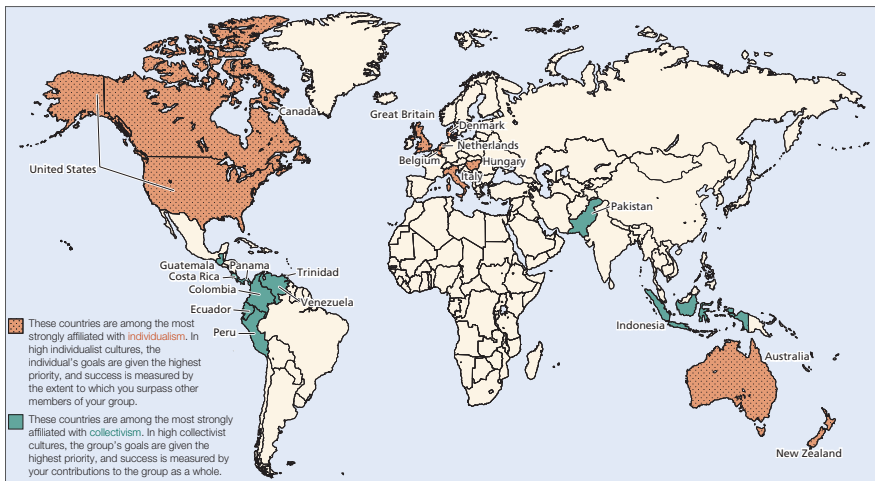 Canada
Great Britain
Denmark
Netherlands
Belgium
Hungary
Italy
United States
Pakistan
Guatemala
Panama
Costa Rica
Trinidad
Colombia
Venezuela
Ecuador
Peru
Indonesia
Australia
New Zealand
These countries are among the most
strongly affiliated with individualism. In
high individualist cultures, the
individual's goals are given the highest
priority, and success is measured by
the extent to which you surpass other
members of your group.
These countries are among the most strongly
affiliated with collectivism. In high collectivist
cultures, the group's goals are given the
highest priority, and success is measured by
your contributions to the group as a whole.